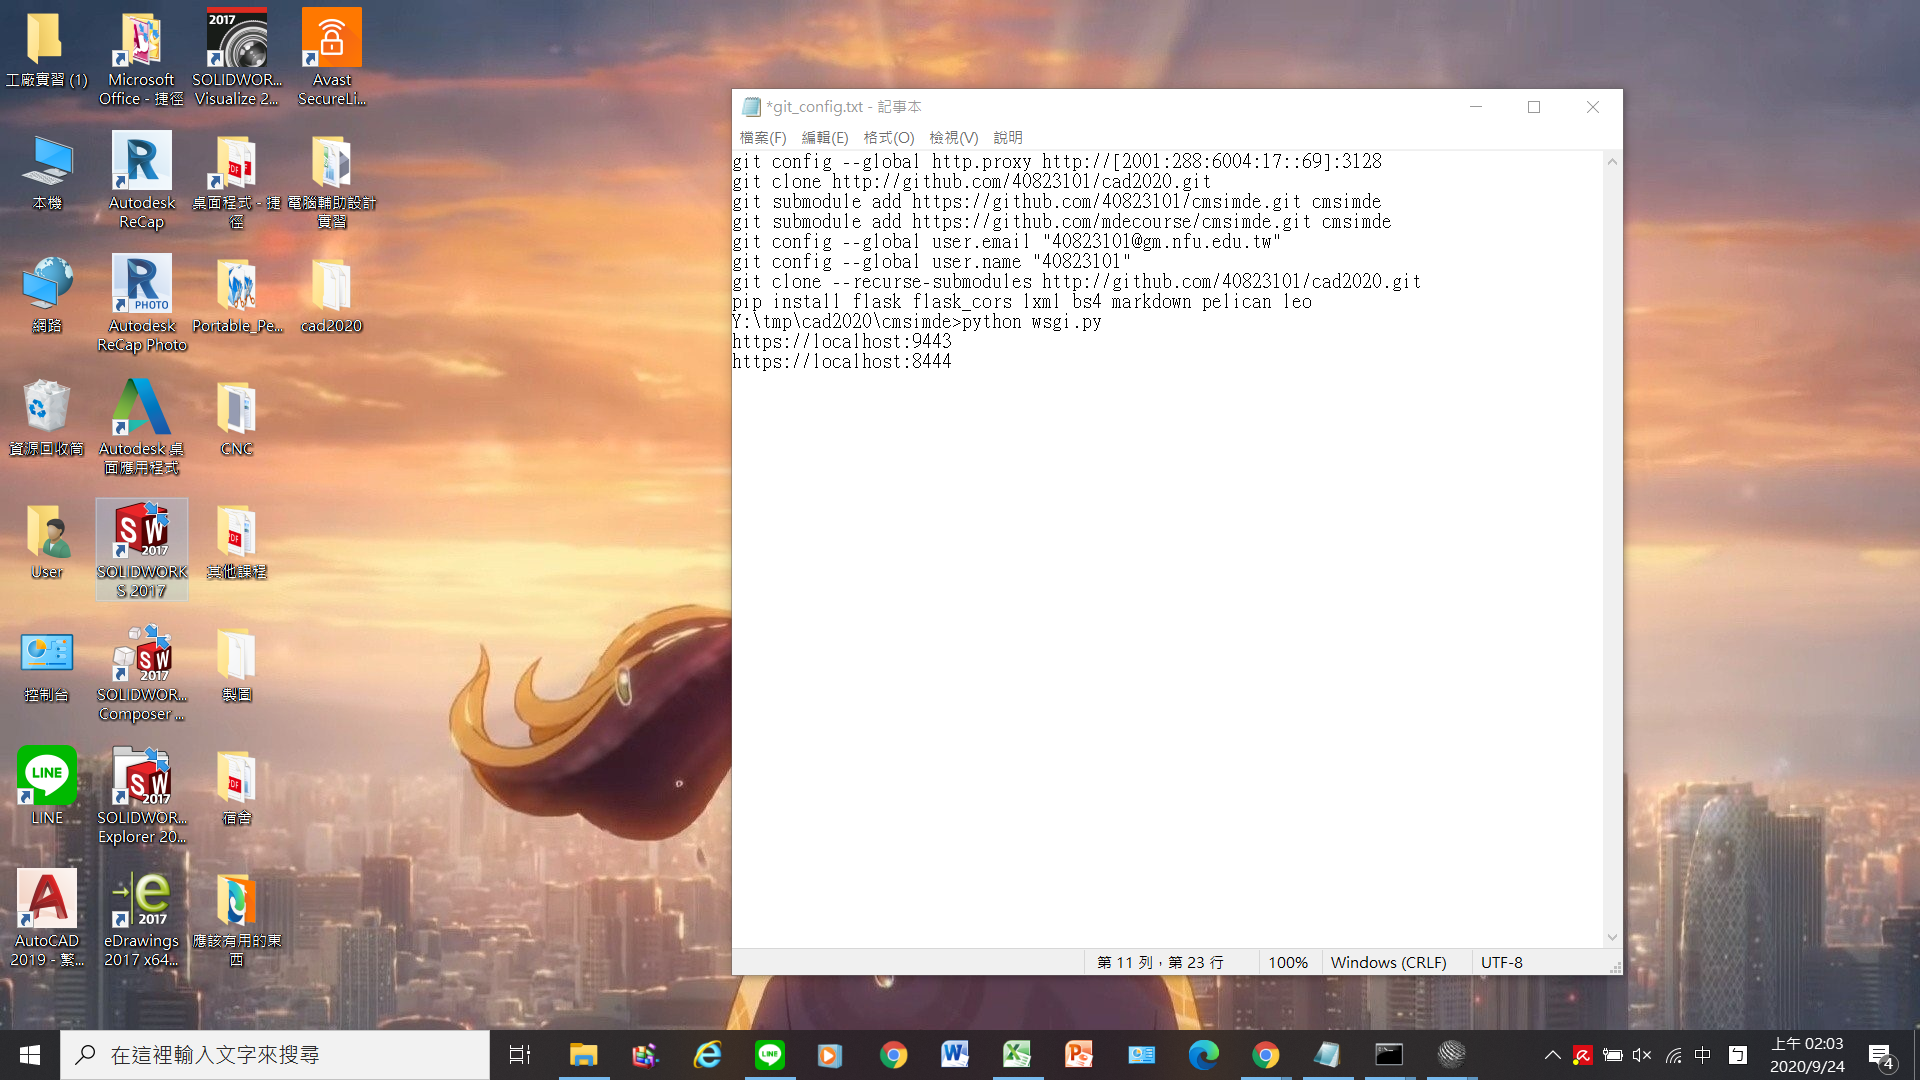 工廠實習 (1)
Microsoft
Office - 捷徑
2017
SOLIDWOR...
Visualize 2...
Avast
SecureLi...
本機
Autodesk
ReCap
桌面程式 - 捷
徑
電腦輔助設計
實習
網路
PHOTO
Autodesk
ReCap Photo
Portable_Pe...
cad2020
資源回收筒
Autodesk 桌
面應用程式
CNC
User
2017
SOLIDWORK
S 2017
其他課程
控制台
2017
SOLIDWOR...
Composer ...
製圖
LINE
LINE
2017
SOLIDWOR...
Explorer 20...
宿舍
AutoCAD
2019 - 繁...
2017
eDrawings
2017 x64...
應該有用的東
西
*git_config.txt - 記事本
檔案(F) 編輯(E) 格式(O) 檢視(V) 說明
git config --global http.proxy http://[2001:288:6004:17::69]:3128
git clone http://github.com/40823101/cad2020.git
git submodule add https://github.com/40823101/cmsimde.git cmsimde
git submodule add https://github.com/mdecourse/cmsimde.git cmsimde
git config --global user.email "40823101@gm.nfu.edu.tw"
git config --global user.name "40823101"
git clone --recurse-submodules http://github.com/40823101/cad2020.git
pip install flask flask_cors lxml bs4 markdown pelican leo
Y:\tmp\cad2020\cmsimde>python wsgi.py
https://localhost:9443
https://localhost:8444
第 11 列，第 23 行 100% Windows (CRLF) UTF-8
在這裡輸入文字來搜尋
中
上午 02:03
2020/9/24
4